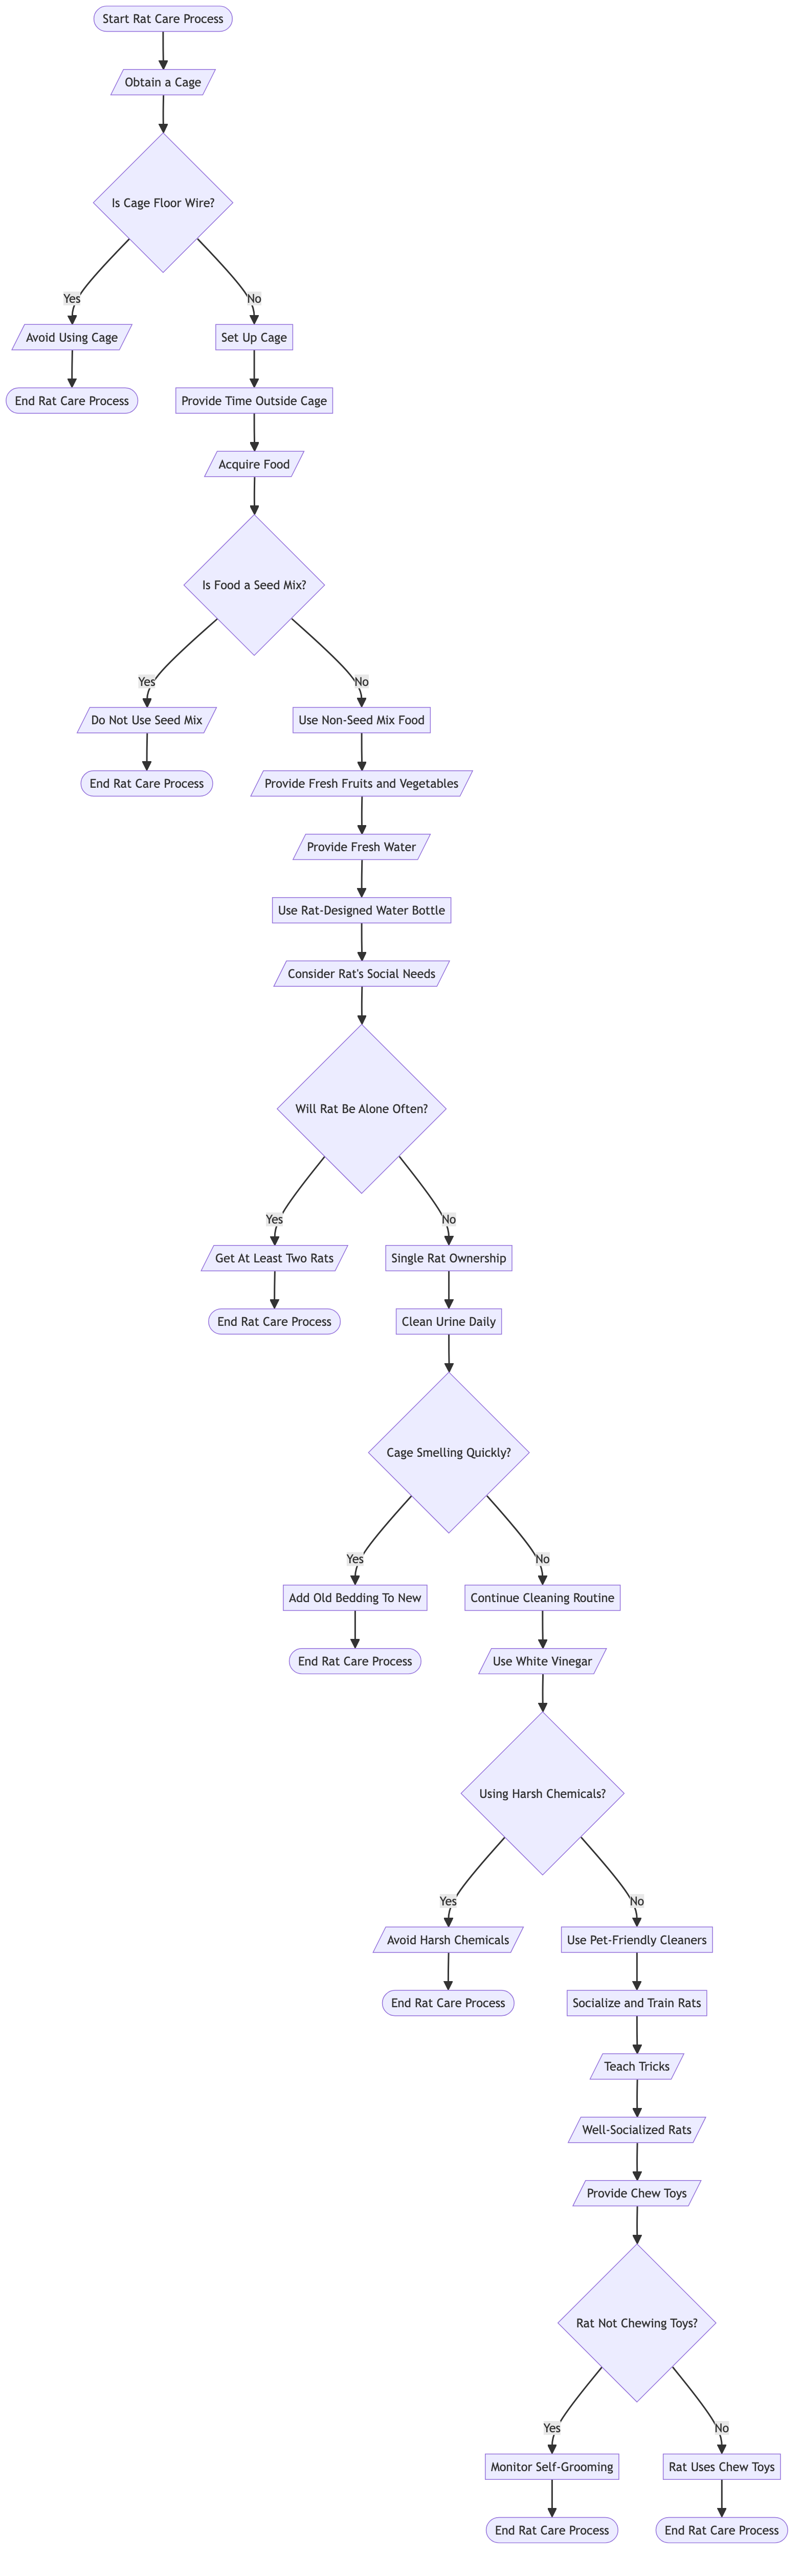 Start Rat Care Process
Obtain a Cage
Is Cage Floor Wire?
Yes
No
Avoid Using Cage
Set Up Cage
End Rat Care Process
Provide Time Outside Cage
Acquire Food
Is Food a Seed Mix?
Yes
No
Do Not Use Seed Mix
Use Non-Seed Mix Food
End Rat Care Process
Provide Fresh Fruits and Vegetables
Provide Fresh Water
Use Rat-Designed Water Bottle
Consider Rat's Social Needs
Will Rat Be Alone Often?
Yes
No
Get At Least Two Rats
Single Rat Ownership
End Rat Care Process
Clean Urine Daily
Cage Smelling Quickly?
Yes
No
Add Old Bedding To New
Continue Cleaning Routine
End Rat Care Process
Use White Vinegar
Using Harsh Chemicals?
Yes
No
Avoid Harsh Chemicals
Use Pet-Friendly Cleaners
End Rat Care Process
Socialize and Train Rats
Teach Tricks
Well-Socialized Rats
Provide Chew Toys
Rat Not Chewing Toys?
Yes
No
Monitor Self-Grooming
Rat Uses Chew Toys
End Rat Care Process
End Rat Care Process